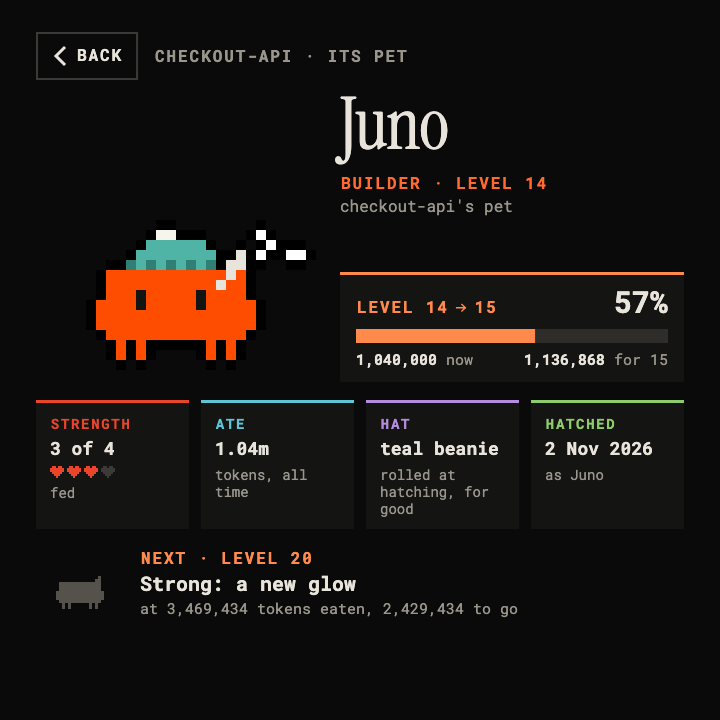 BACK
CHECKOUT-API · ITS PET
Juno
BUILDER · LEVEL 14
checkout-api's pet
LEVEL 14 → 15
57%
1,040,000 now
1,136,868 for 15
STRENGTH
3 of 4
fed
ATE
1.04m
tokens, all
time
HAT
teal beanie
rolled at
hatching, for
good
HATCHED
2 Nov 2026
as Juno
NEXT · LEVEL 20
Strong: a new glow
at 3,469,434 tokens eaten, 2,429,434 to go